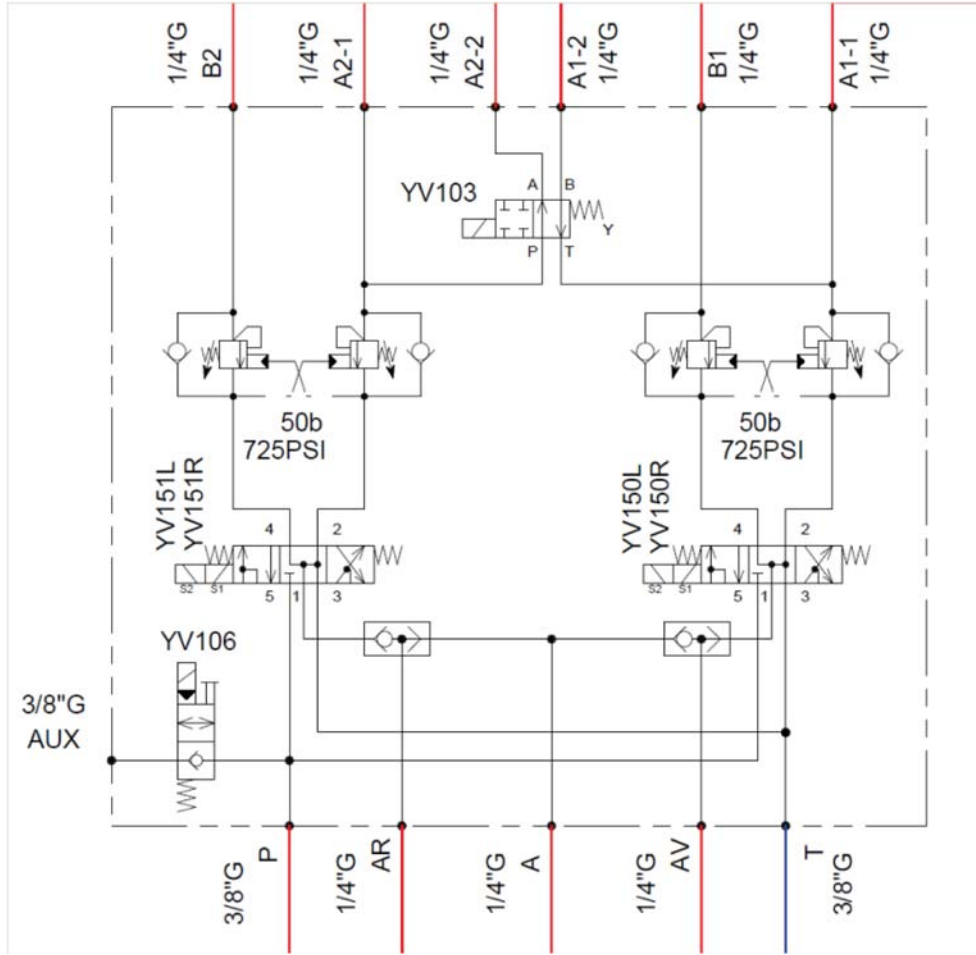 1/4"G
B2
1/4"G
A2-1
1/4"G
A2-2
A1-2
1/4"G
B1
1/4"G
A1-1
1/4"G
YV103
A B
Y
P T
50b
725PSI
50b
725PSI
YV151L
YV151R
4 2
S2 S1
5 1 3
YV150L
YV150R
4 2
S2 S1
5 1 3
YV106
3/8"G
AUX
3/8"G
P
1/4"G
AR
1/4"G
A
1/4"G
AV
T
3/8"G